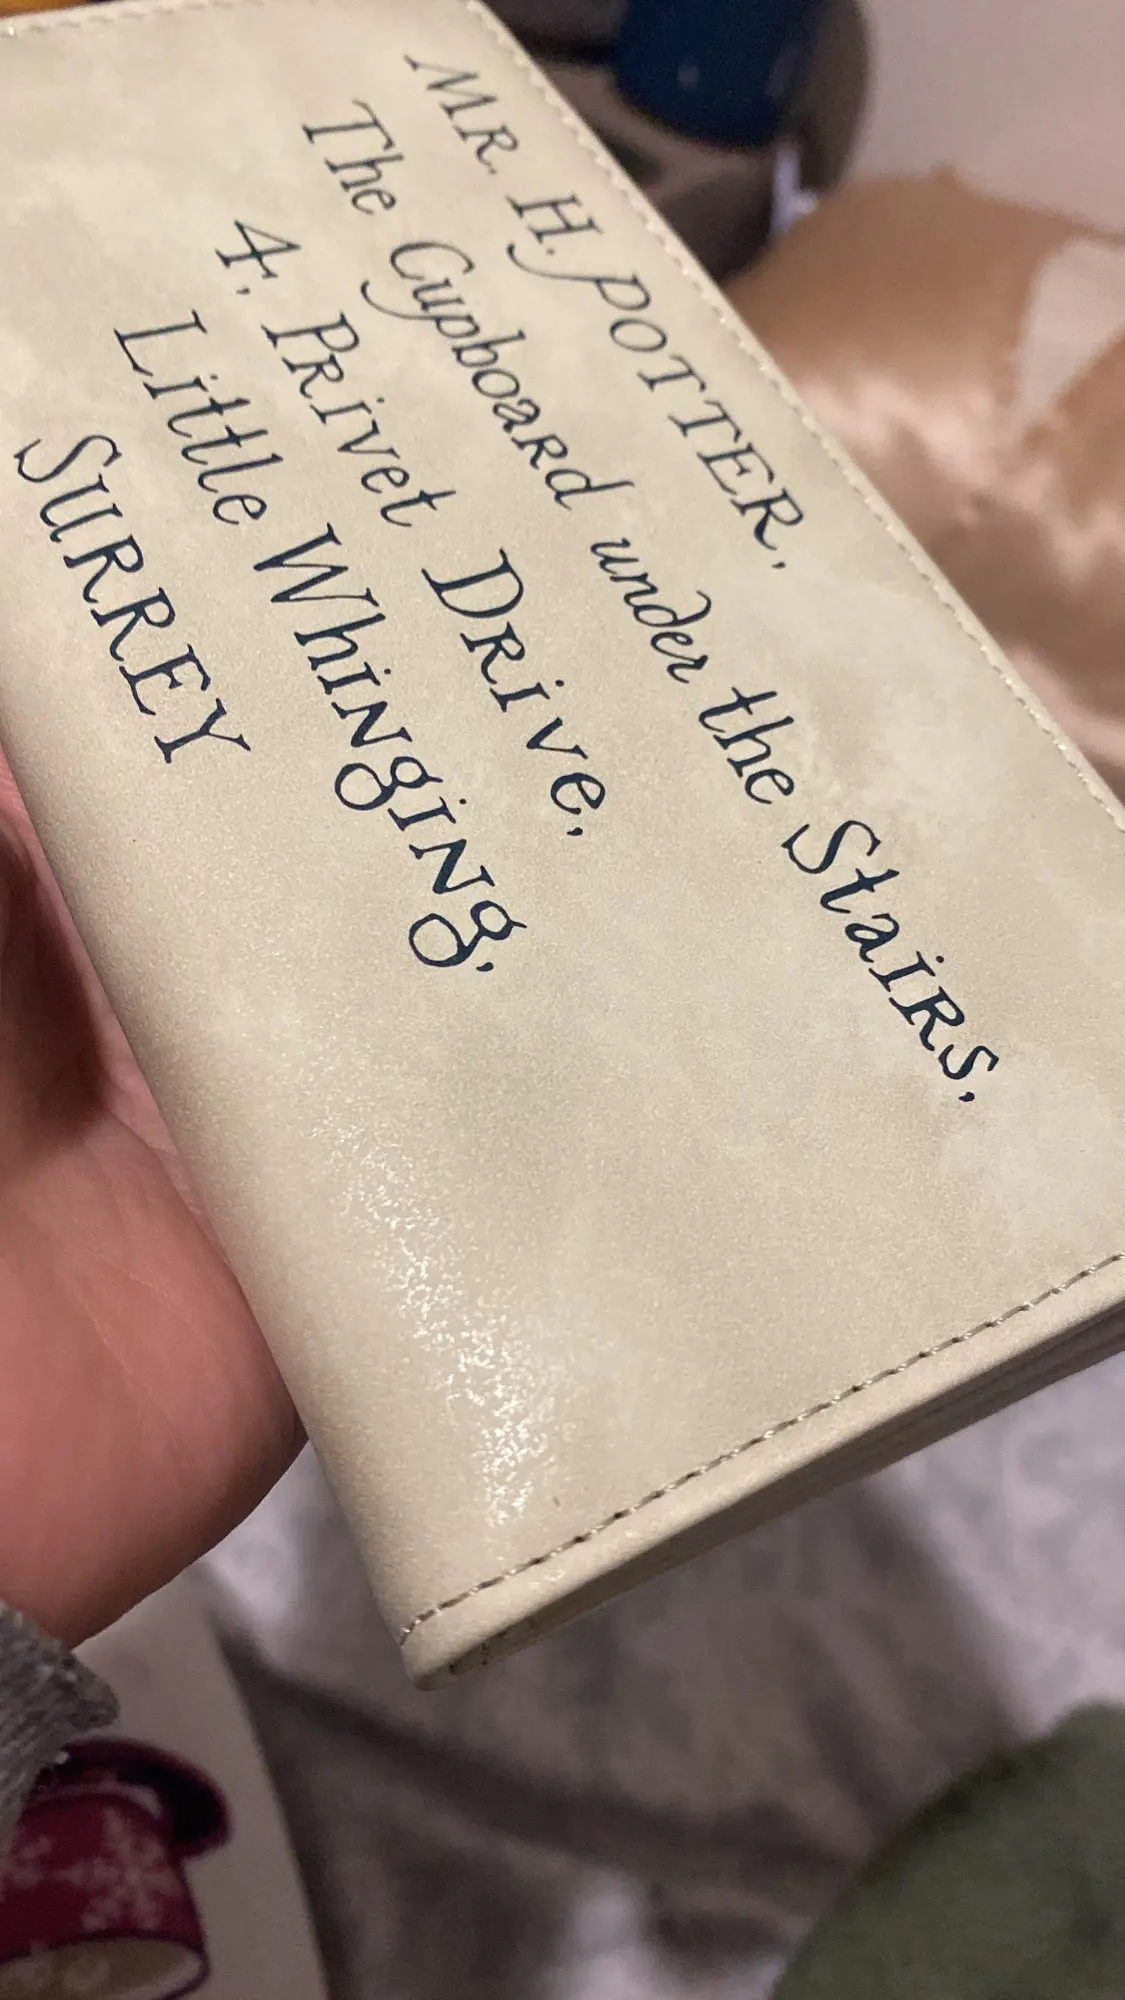 MR. H. POTTER,
The Cupboard under the Stairs,
4, Privet Drive,
Little Whinging,
SURREY